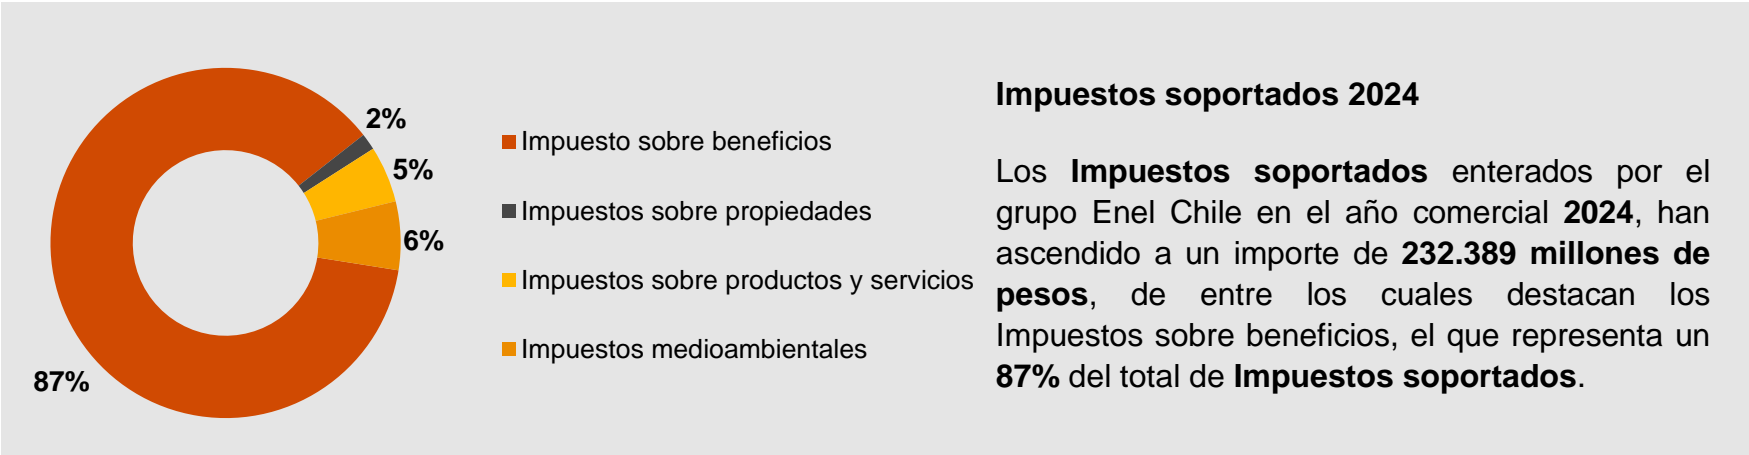 2%
5%
6%
87%
Impuesto sobre beneficios
Impuestos sobre propiedades
Impuestos sobre productos y servicios
Impuestos medioambientales
Impuestos soportados 2024
Los Impuestos soportados enterados por el
grupo Enel Chile en el año comercial 2024, han
ascendido a un importe de 232.389 millones de
pesos, de entre los cuales destacan los
Impuestos sobre beneficios, el que representa un
87% del total de Impuestos soportados.